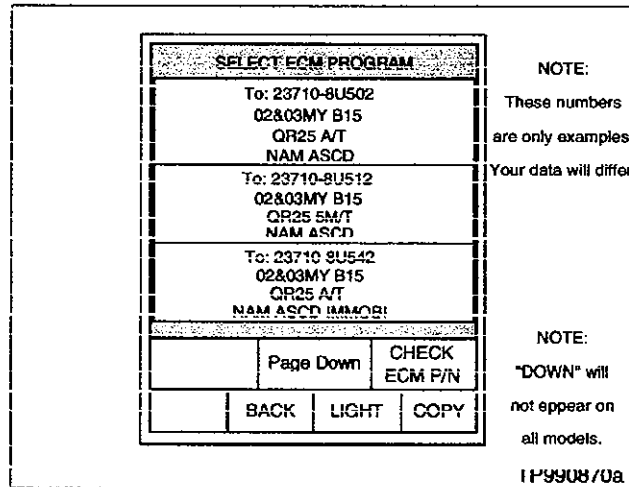 SELECT ECM PROGRAM
To: 23710-8U502
02&03MY B15
QR25 A/T
NAM ASCD
To: 23710-8U512
02&03MY B15
QR25 5M/T
NAM ASCD
To: 23710 8U542
02&03MY B15
QR25 A/T
NAM ASCD IMMOBI
Page Down
CHECK
ECM P/N
BACK
LIGHT
COPY
NOTE:
These numbers
are only examples
Your data will differ
NOTE:
"DOWN" will
not appear on
all models.
TP990870a